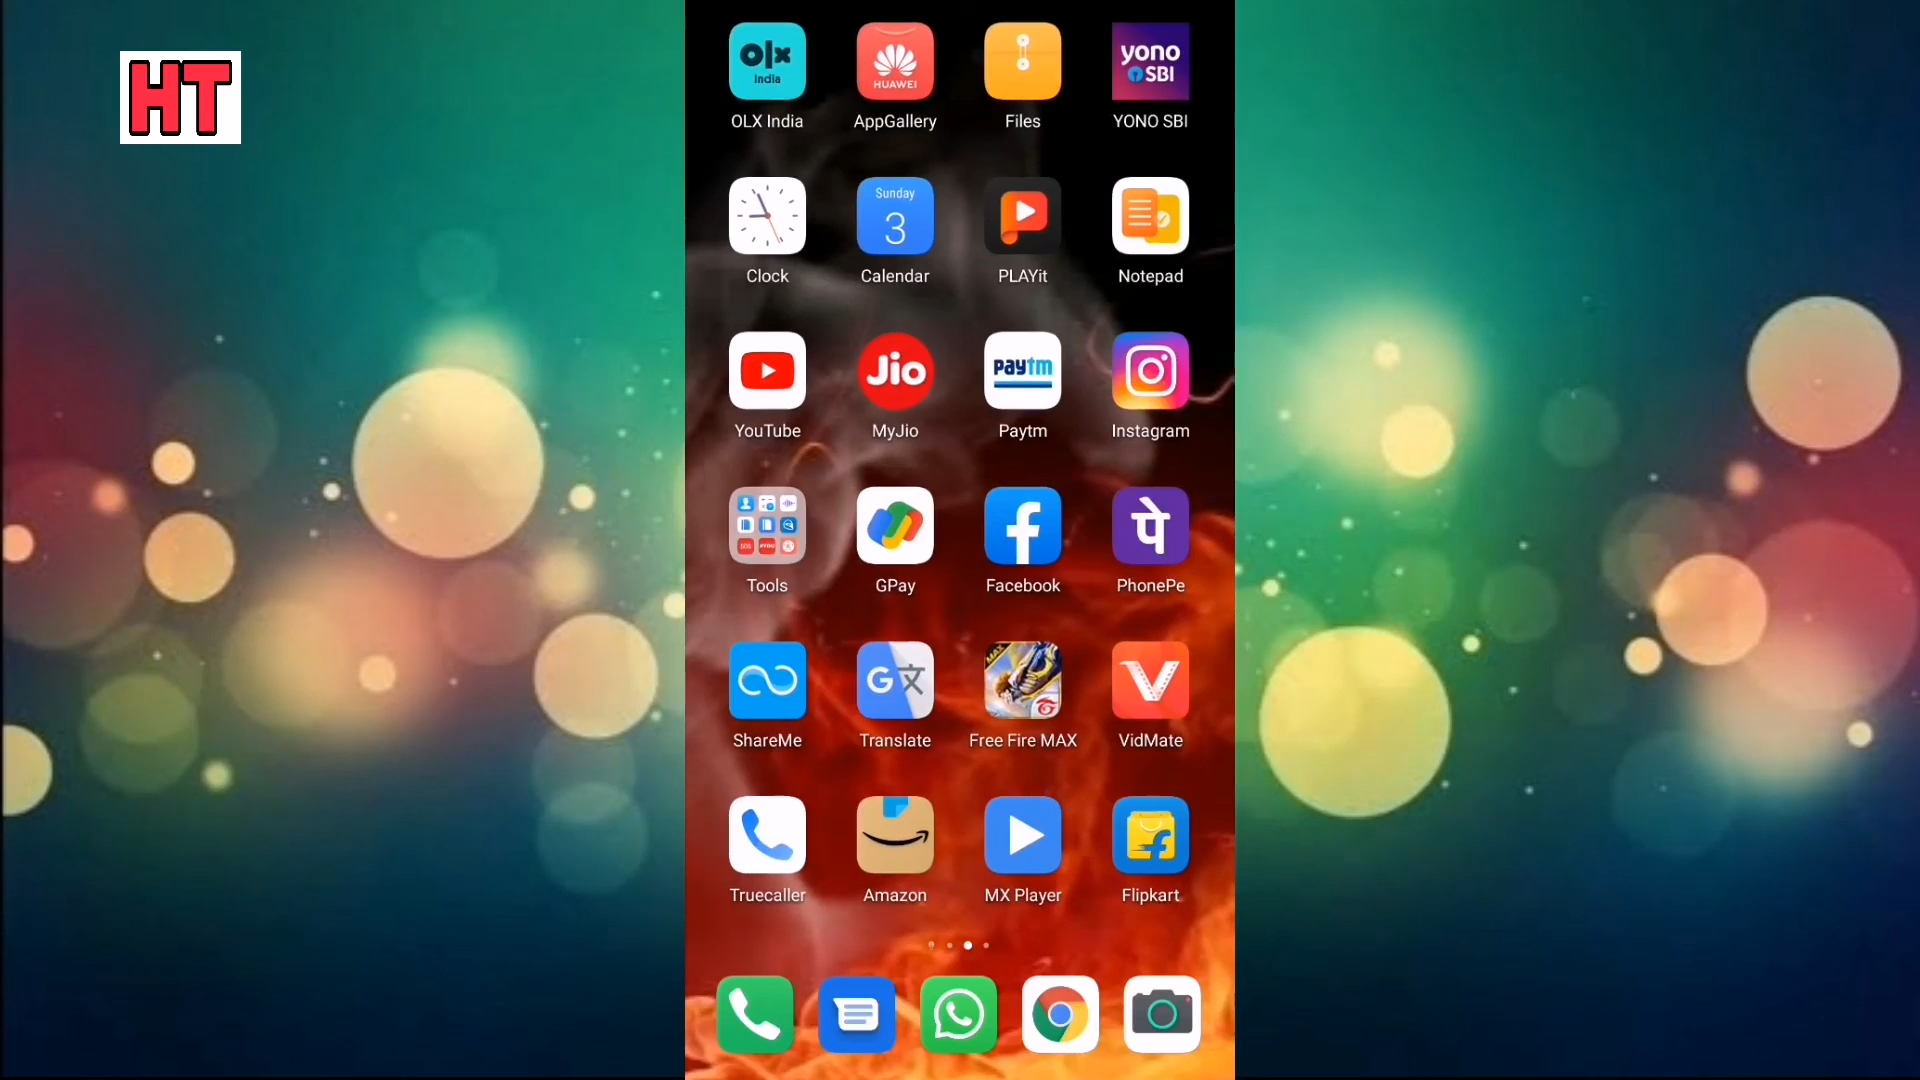 HT
olx
India
HUAWEI
yono
SBI
OLX India
AppGallery
Files
YONO SBI
Sunday
3
Clock
Calendar
PLAYit
Notepad
Jio
paytm
YouTube
MyJio
Paytm
Instagram
SOS
f
पे
Tools
GPay
Facebook
PhonePe
G文
MAX
ShareMe
Translate
Free Fire MAX
VidMate
f
Truecaller
Amazon
MX Player
Flipkart